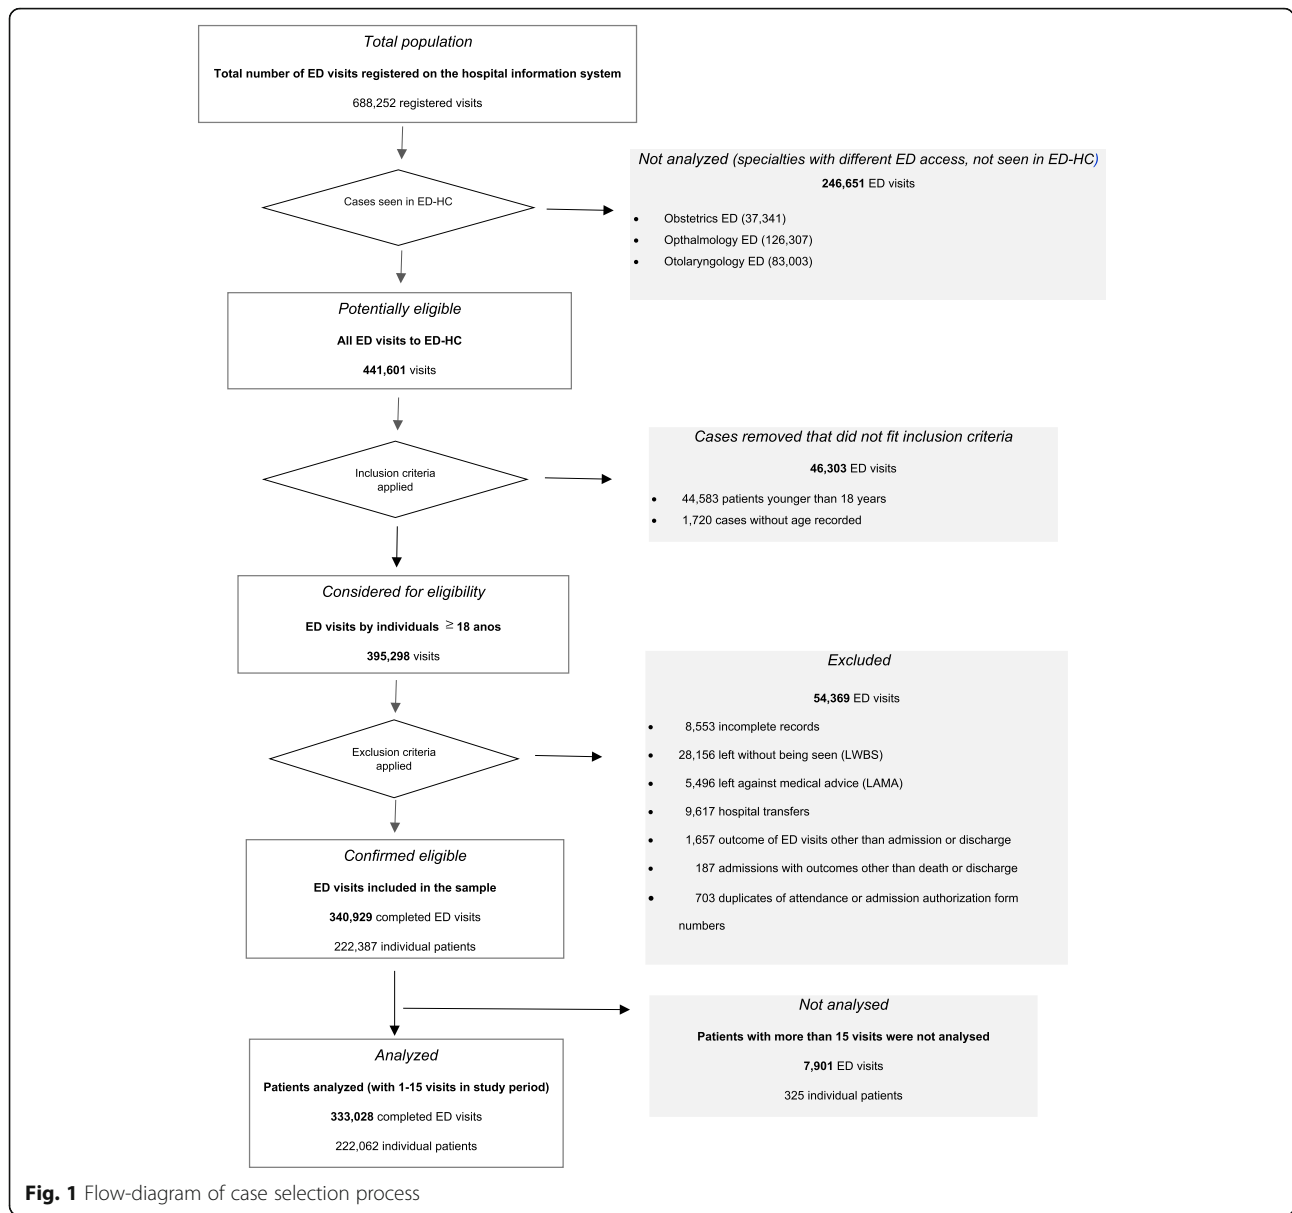 Total population
Total number of ED visits registered on the hospital information system
688,252 registered visits
Cases seen in ED-HC
Not analyzed (specialties with different ED access, not seen in ED-HC)
246,651 ED visits
• Obstetrics ED (37,341)
• Opthalmology ED (126,307)
• Otolaryngology ED (83,003)
Potentially eligible
All ED visits to ED-HC
441,601 visits
Inclusion criteria
applied
Cases removed that did not fit inclusion criteria
46,303 ED visits
• 44,583 patients younger than 18 years
• 1,720 cases without age recorded
Considered for eligibility
ED visits by individuals ≥ 18 anos
395,298 visits
Exclusion criteria
applied
Excluded
54,369 ED visits
• 8,553 incomplete records
• 28,156 left without being seen (LWBS)
• 5,496 left against medical advice (LAMA)
• 9,617 hospital transfers
• 1,657 outcome of ED visits other than admission or discharge
• 187 admissions with outcomes other than death or discharge
• 703 duplicates of attendance or admission authorization form
numbers
Confirmed eligible
ED visits included in the sample
340,929 completed ED visits
222,387 individual patients
Not analysed
Patients with more than 15 visits were not analysed
7,901 ED visits
325 individual patients
Analyzed
Patients analyzed (with 1-15 visits in study period)
333,028 completed ED visits
222,062 individual patients
Fig. 1 Flow-diagram of case selection process